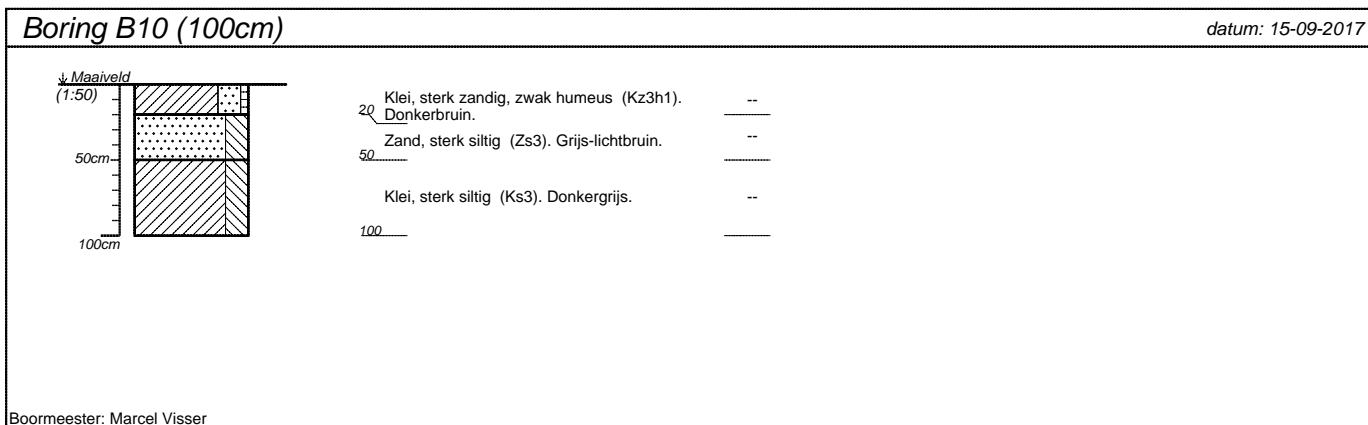 Boring B10 (100cm)
datum: 15-09-2017
Maaiveld
(1:50)
Klei, sterk zandig, zwak humeus (Kz3h1).
--
20
Donkerbruin.
Zand, sterk siltig (Zs3). Grijs-lichtbruin.
--
50cm
50
Klei, sterk siltig (Ks3). Donkergrijs.
--
100
100cm
Boormeester: Marcel Visser